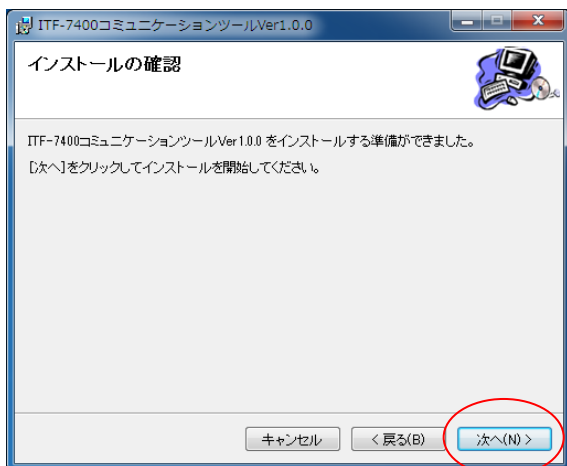 ITF-7400コミュニケーションツールVer1.0.0
インストールの確認
ITF-7400コミュニケーションツールVer1.0.0 をインストールする準備ができました。
[次へ]をクリックしてインストールを開始してください。
キャンセル
< 戻る(B)
次へ(N) >